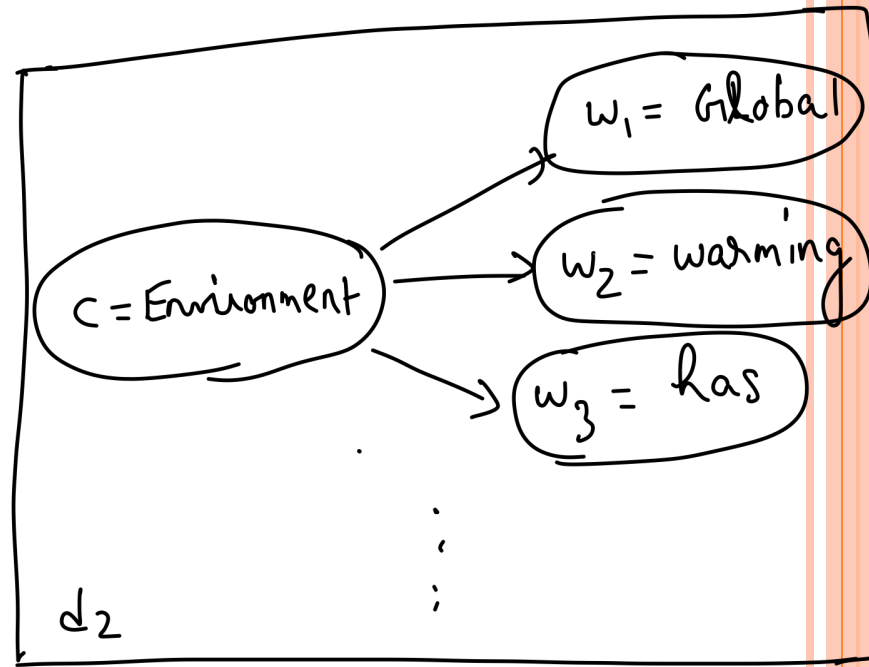 w₁ = Global
w₂ = warming
c = Environment
w₃ = has
d₂